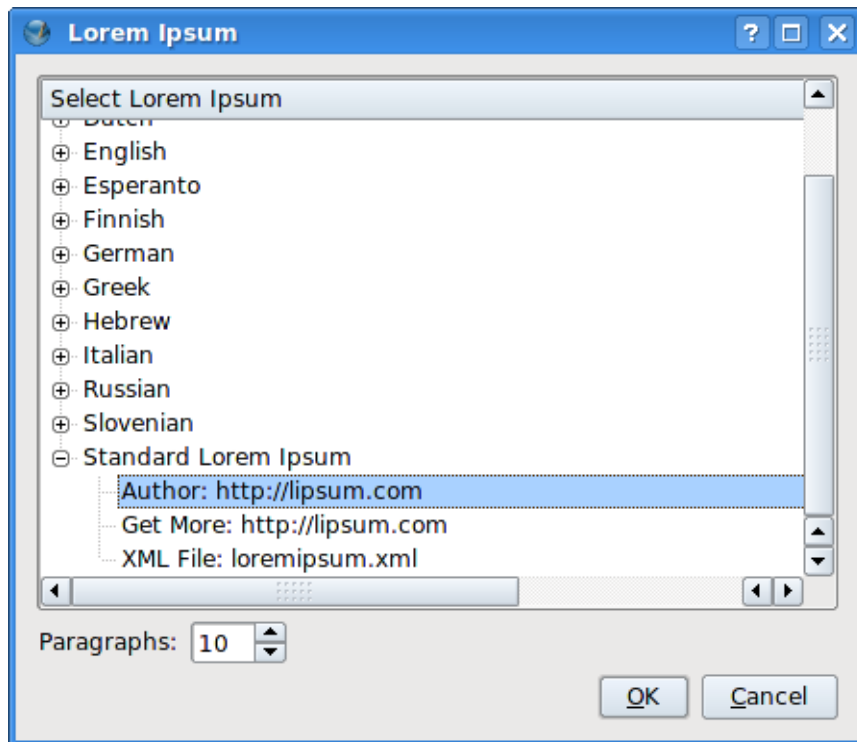 Lorem Ipsum
Select Lorem Ipsum
Dutch
English
Esperanto
Finnish
German
Greek
Hebrew
Italian
Russian
Slovenian
Standard Lorem Ipsum
Author: http://lipsum.com
Get More: http://lipsum.com
XML File: loremipsum.xml
Paragraphs: 10
OK Cancel